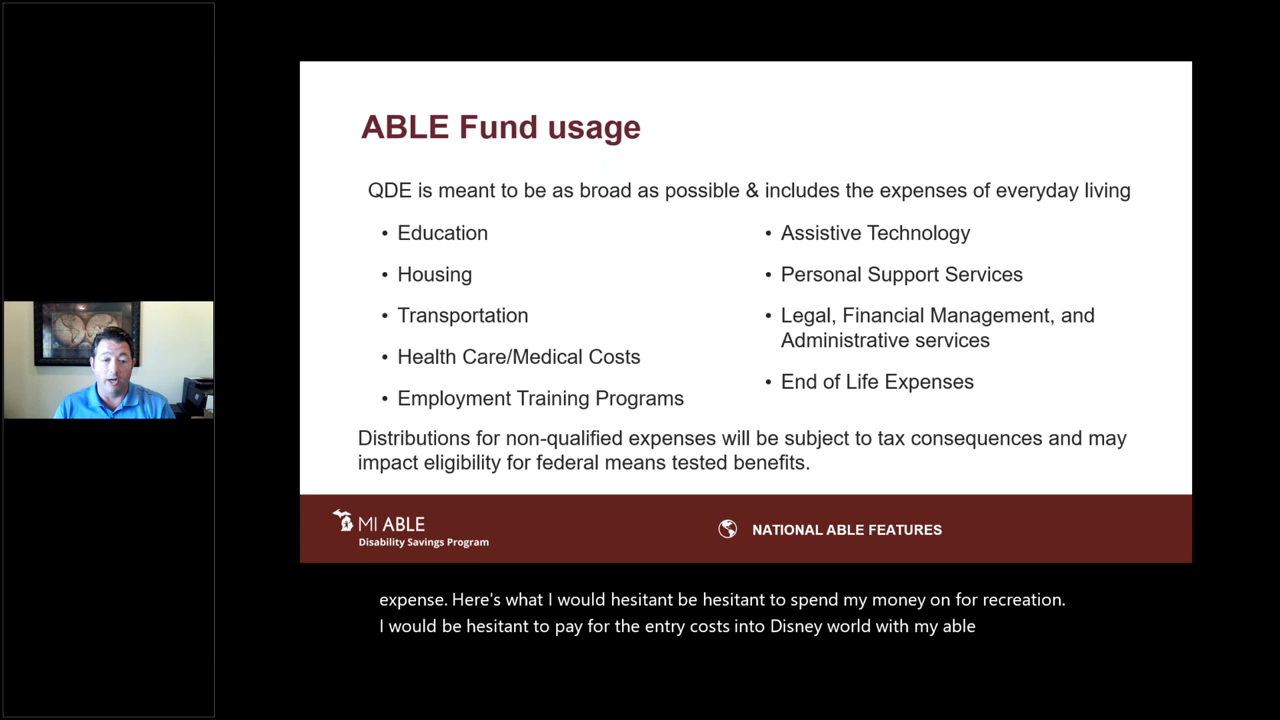 ABLE Fund usage
QDE is meant to be as broad as possible & includes the expenses of everyday living
• Education
• Housing
• Transportation
• Health Care/Medical Costs
• Employment Training Programs
• Assistive Technology
• Personal Support Services
• Legal, Financial Management, and
Administrative services
• End of Life Expenses
Distributions for non-qualified expenses will be subject to tax consequences and may
impact eligibility for federal means tested benefits.
MI ABLE
Disability Savings Program
NATIONAL ABLE FEATURES
expense. Here's what I would hesitant be hesitant to spend my money on for recreation.
I would be hesitant to pay for the entry costs into Disney world with my able